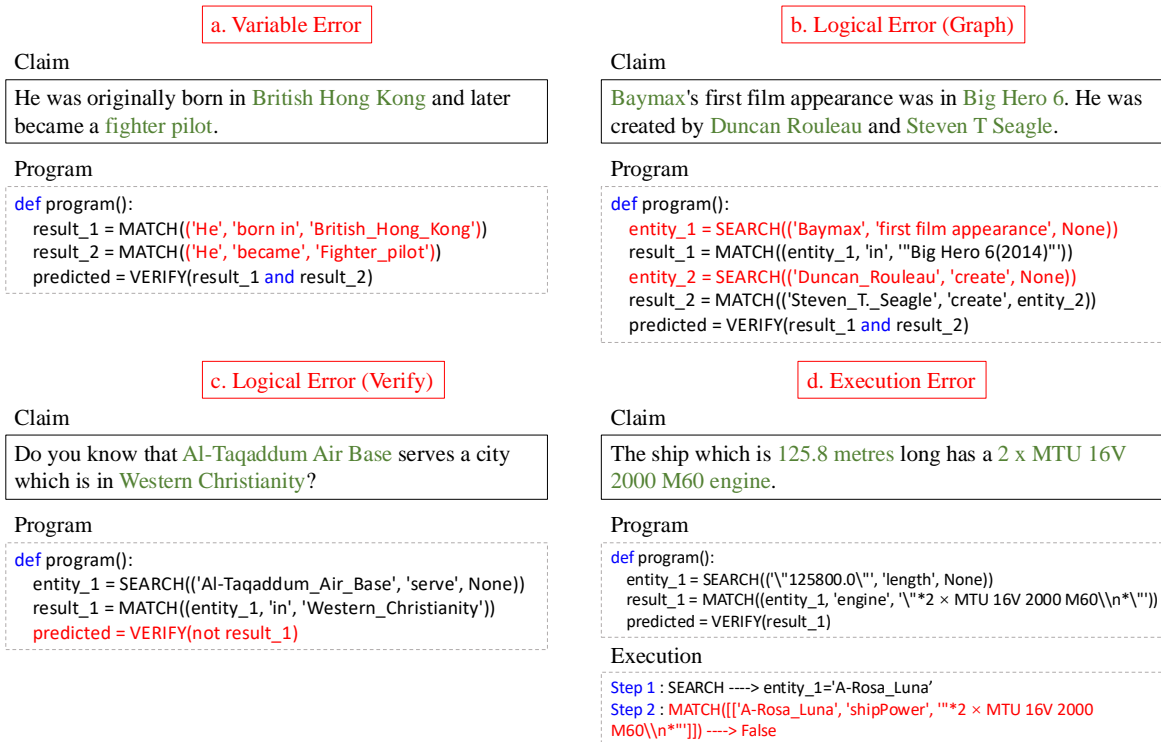 a. Variable Error
Claim
He was originally born in British Hong Kong and later
became a fighter pilot.
Program
def program():
result_1 = MATCH(('He', 'born in', 'British_Hong_Kong'))
result_2 = MATCH(('He', 'became', 'Fighter_pilot'))
predicted = VERIFY(result_1 and result_2)
b. Logical Error (Graph)
Claim
Baymax's first film appearance was in Big Hero 6. He was
created by Duncan Rouleau and Steven T Seagle.
Program
def program():
entity_1 = SEARCH(('Baymax', 'first film appearance', None))
result_1 = MATCH((entity_1, 'in', '"Big Hero 6(2014)"'))
entity_2 = SEARCH(('Duncan_Rouleau', 'create', None))
result_2 = MATCH(('Steven_T._Seagle', 'create', entity_2))
predicted = VERIFY(result_1 and result_2)
c. Logical Error (Verify)
Claim
Do you know that Al-Taqaddum Air Base serves a city
which is in Western Christianity?
Program
def program():
entity_1 = SEARCH(('Al-Taqaddum_Air_Base', 'serve', None))
result_1 = MATCH((entity_1, 'in', 'Western_Christianity'))
predicted = VERIFY(not result_1)
d. Execution Error
Claim
The ship which is 125.8 metres long has a 2 x MTU 16V
2000 M60 engine.
Program
def program():
entity_1 = SEARCH(('\"125800.0\"', 'length', None))
result_1 = MATCH((entity_1, 'engine', '\"*2 × MTU 16V 2000 M60\\n*\"'))
predicted = VERIFY(result_1)
Execution
Step 1 : SEARCH ----> entity_1='A-Rosa_Luna’
Step 2 : MATCH([['A-Rosa_Luna', 'shipPower', '"*2 × MTU 16V 2000
M60\\n*"']]) ----> False